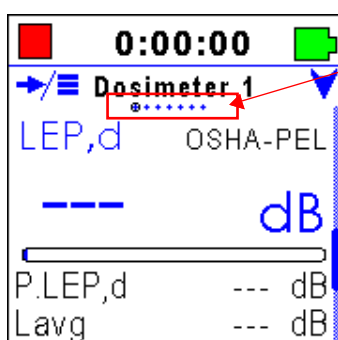 0:00:00
Dosimeter 1
LEP,d OSHA-PEL
--- dB
P.LEP,d --- dB
Lavg --- dB